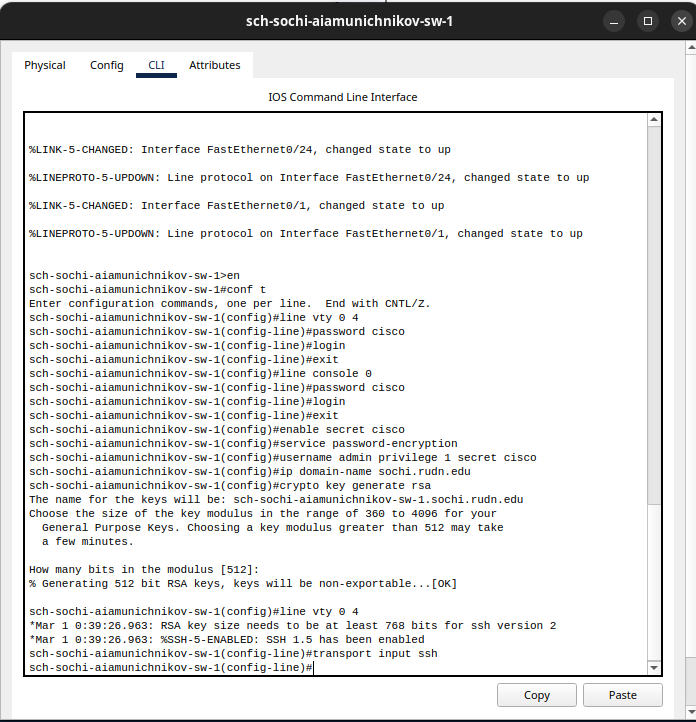 sch-sochi-aiamunichnikov-sw-1
Physical Config CLI Attributes
IOS Command Line Interface
%LINK-5-CHANGED: Interface FastEthernet0/24, changed state to up
%LINEPROTO-5-UPDOWN: Line protocol on Interface FastEthernet0/24, changed state to up
%LINK-5-CHANGED: Interface FastEthernet0/1, changed state to up
%LINEPROTO-5-UPDOWN: Line protocol on Interface FastEthernet0/1, changed state to up
sch-sochi-aiamunichnikov-sw-1>en
sch-sochi-aiamunichnikov-sw-1#conf t
Enter configuration commands, one per line.  End with CNTL/Z.
sch-sochi-aiamunichnikov-sw-1(config)#line vty 0 4
sch-sochi-aiamunichnikov-sw-1(config-line)#password cisco
sch-sochi-aiamunichnikov-sw-1(config-line)#login
sch-sochi-aiamunichnikov-sw-1(config-line)#exit
sch-sochi-aiamunichnikov-sw-1(config)#line console 0
sch-sochi-aiamunichnikov-sw-1(config-line)#password cisco
sch-sochi-aiamunichnikov-sw-1(config-line)#login
sch-sochi-aiamunichnikov-sw-1(config-line)#exit
sch-sochi-aiamunichnikov-sw-1(config)#enable secret cisco
sch-sochi-aiamunichnikov-sw-1(config)#service password-encryption
sch-sochi-aiamunichnikov-sw-1(config)#username admin privilege 1 secret cisco
sch-sochi-aiamunichnikov-sw-1(config)#ip domain-name sochi.rudn.edu
sch-sochi-aiamunichnikov-sw-1(config)#crypto key generate rsa
The name for the keys will be: sch-sochi-aiamunichnikov-sw-1.sochi.rudn.edu
Choose the size of the key modulus in the range of 360 to 4096 for your
  General Purpose Keys. Choosing a key modulus greater than 512 may take
  a few minutes.
How many bits in the modulus [512]:
% Generating 512 bit RSA keys, keys will be non-exportable...[OK]
sch-sochi-aiamunichnikov-sw-1(config)#line vty 0 4
*Mar 1 0:39:26.963: RSA key size needs to be at least 768 bits for ssh version 2
*Mar 1 0:39:26.963: %SSH-5-ENABLED: SSH 1.5 has been enabled
sch-sochi-aiamunichnikov-sw-1(config-line)#transport input ssh
sch-sochi-aiamunichnikov-sw-1(config-line)#
Copy Paste